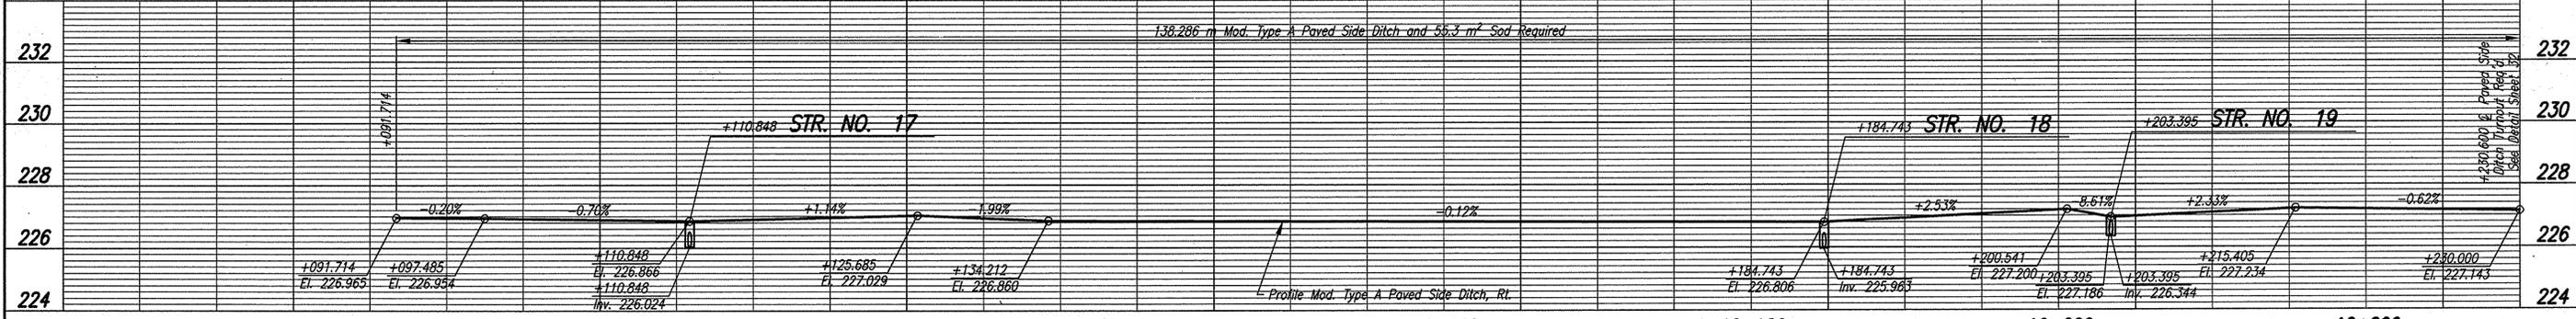 138.286 m Mod. Type A Paved Side Ditch and 55.3 m² Sod Required
232
232
+091.714
+230.600 ℄ Paved Side
Ditch Turnout Req'd.
See Detail Sheet 32
230
230
+110.848 STR. NO. 17
+184.743 STR. NO. 18
+203.395 STR. NO. 19
228
228
-0.20%
-0.70%
+1.14%
-1.99%
-0.12%
+2.53%
-8.61%
+2.33%
-0.62%
226
226
+091.714
El. 226.965
+097.485
El. 226.954
+110.848
El. 226.866
+110.848
Inv. 226.024
+125.685
El. 227.029
+134.212
El. 226.860
Profile Mod. Type A Paved Side Ditch, Rt.
+184.743
El. 226.806
+184.743
Inv. 225.963
+200.541
El. 227.200
+203.395
El. 227.186
+203.395
Inv. 226.344
+215.405
El. 227.234
+230.000
El. 227.143
224
224